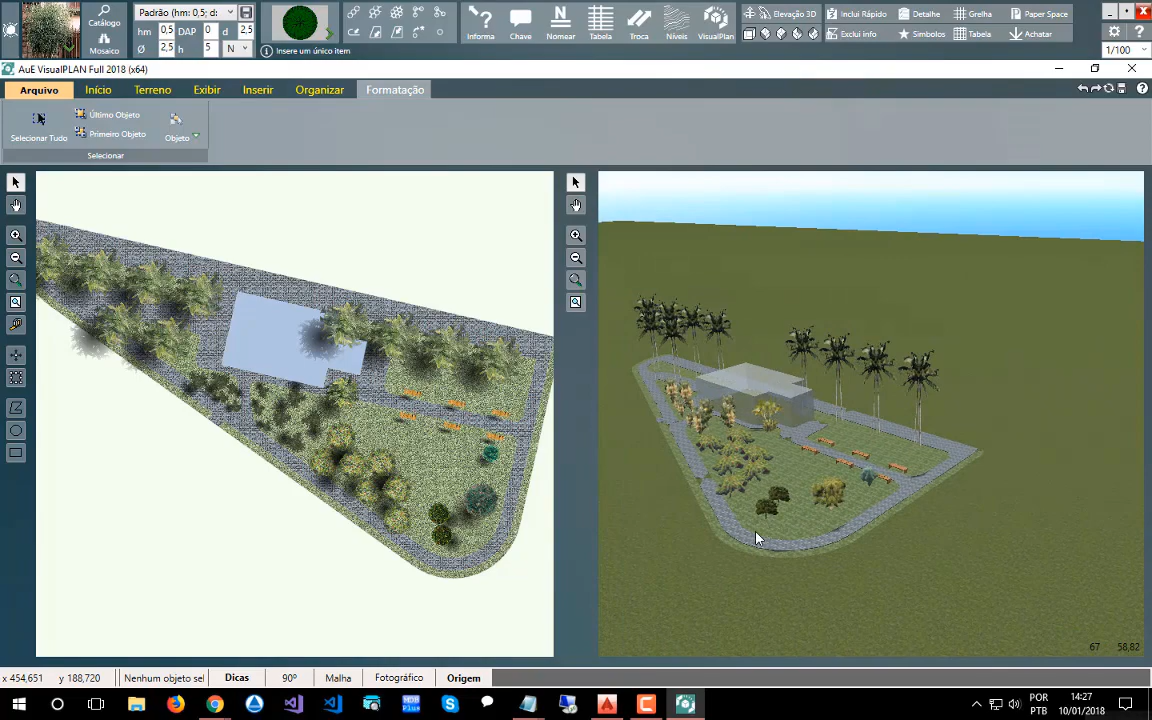 Catálogo
Mosaico
Padrão (hm: 0,5; d:
hm 0,5 DAP 0 d 2,5
Ø 2,5 h 5 N
Insere um único item
Informa
Chave
Nomear
Tabela
Troca
Níveis
VisualPlan
Elevação 3D
Inclui Rápido
Detalhe
Grelha
Paper Space
Exclui info
Símbolos
Tabela
Achatar
1/100
AuE VisualPLAN Full 2018 (x64)
Arquivo
Início
Terreno
Exibir
Inserir
Organizar
Formatação
Selecionar Tudo
Último Objeto
Primeiro Objeto
Objeto
Selecionar
67 58,82
x 454,651 y 188,720
Nenhum objeto sel
Dicas
90º
Malha
Fotográfico
Origem
HDB
Plus
POR
PTB
14:27
10/01/2018